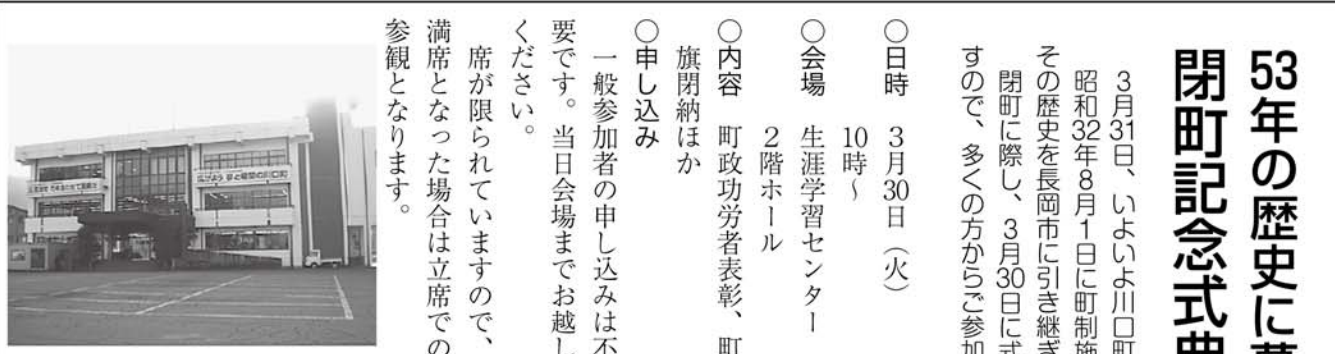 53年の歴史に
閉町記念式典
3月31日、いよいよ川口町
昭和32年8月1日に町制施
その歴史を長岡市に引き継ぎ
閉町に際し、3月30日に式
すので、多くの方からご参加
○日時 3月30日(火)
10時~
○会場 生涯学習センター
2階ホール
○内容 町政功労者表彰、町
旗閉納ほか
○申し込み
一般参加者の申し込みは不
要です。当日会場までお越し
ください。
席が限られていますので、
満席となった場合は立席での
参観となります。